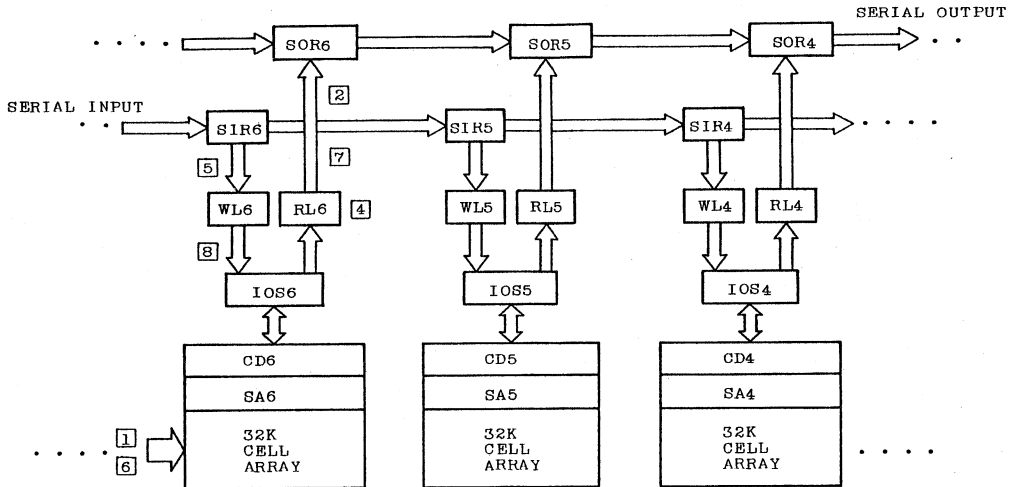 SERIAL OUTPUT
SOR6 SOR5 SOR4
2
SERIAL INPUT
SIR6 SIR5 SIR4
5 7
WL6 RL6 4 WL5 RL5 WL4 RL4
8
IOS6 IOS5 IOS4
CD6 CD5 CD4
SA6 SA5 SA4
1
6
32K
CELL
ARRAY
32K
CELL
ARRAY
32K
CELL
ARRAY